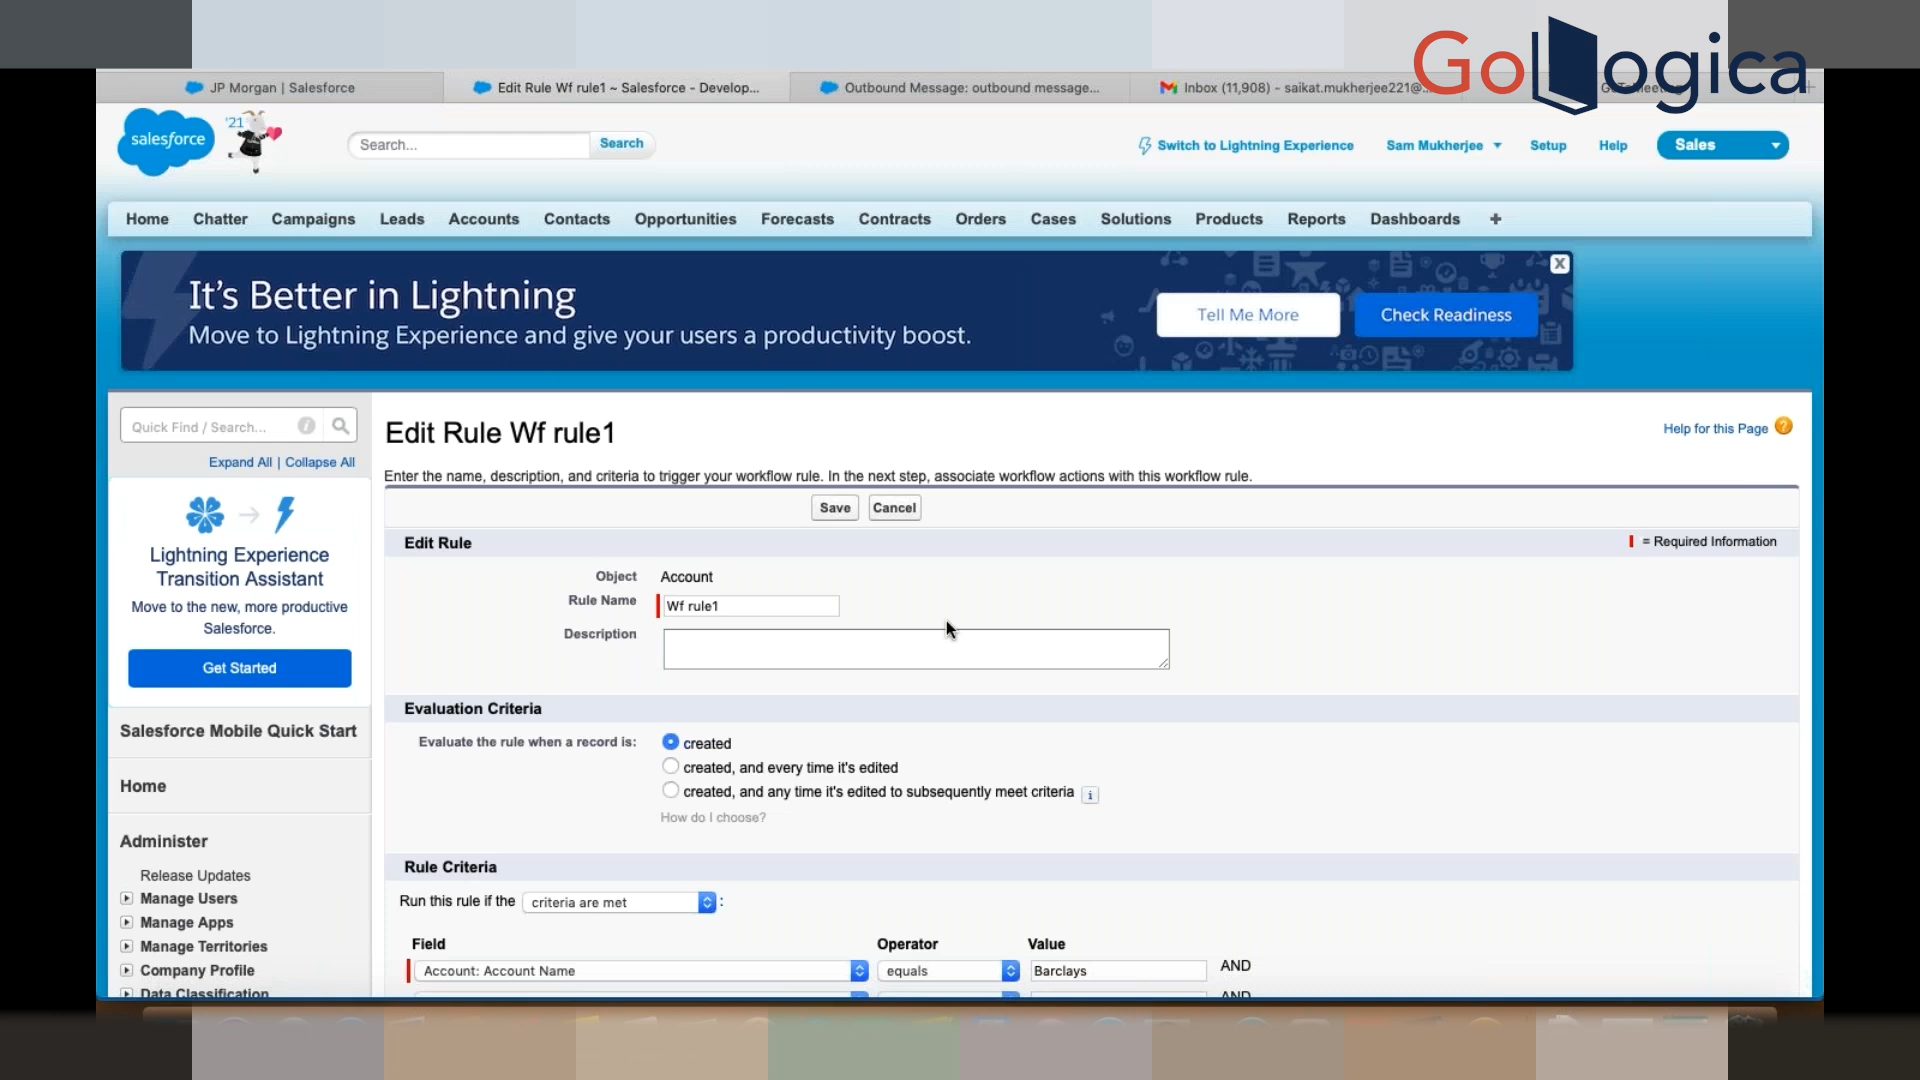 GoLogica
JP Morgan | Salesforce
Edit Rule Wf rule1 ~ Salesforce - Develop...
Outbound Message: outbound message...
Inbox (11,908) - saikat.mukherjee221@...
salesforce
'21
Search...
Search
Switch to Lightning Experience
Sam Mukherjee
Setup
Help
Sales
Home
Chatter
Campaigns
Leads
Accounts
Contacts
Opportunities
Forecasts
Contracts
Orders
Cases
Solutions
Products
Reports
Dashboards
+
It's Better in Lightning
Move to Lightning Experience and give your users a productivity boost.
Tell Me More
Check Readiness
X
Quick Find / Search...
Expand All | Collapse All
Lightning Experience
Transition Assistant
Move to the new, more productive
Salesforce.
Get Started
Salesforce Mobile Quick Start
Home
Administer
Release Updates
Manage Users
Manage Apps
Manage Territories
Company Profile
Data Classification
Edit Rule Wf rule1
Help for this Page ?
Enter the name, description, and criteria to trigger your workflow rule. In the next step, associate workflow actions with this workflow rule.
Save
Cancel
Edit Rule
= Required Information
Object
Account
Rule Name
Wf rule1
Description
Evaluation Criteria
Evaluate the rule when a record is:
created
created, and every time it's edited
created, and any time it's edited to subsequently meet criteria i
How do I choose?
Rule Criteria
Run this rule if the criteria are met :
Field
Operator
Value
Account: Account Name
equals
Barclays
AND
AND